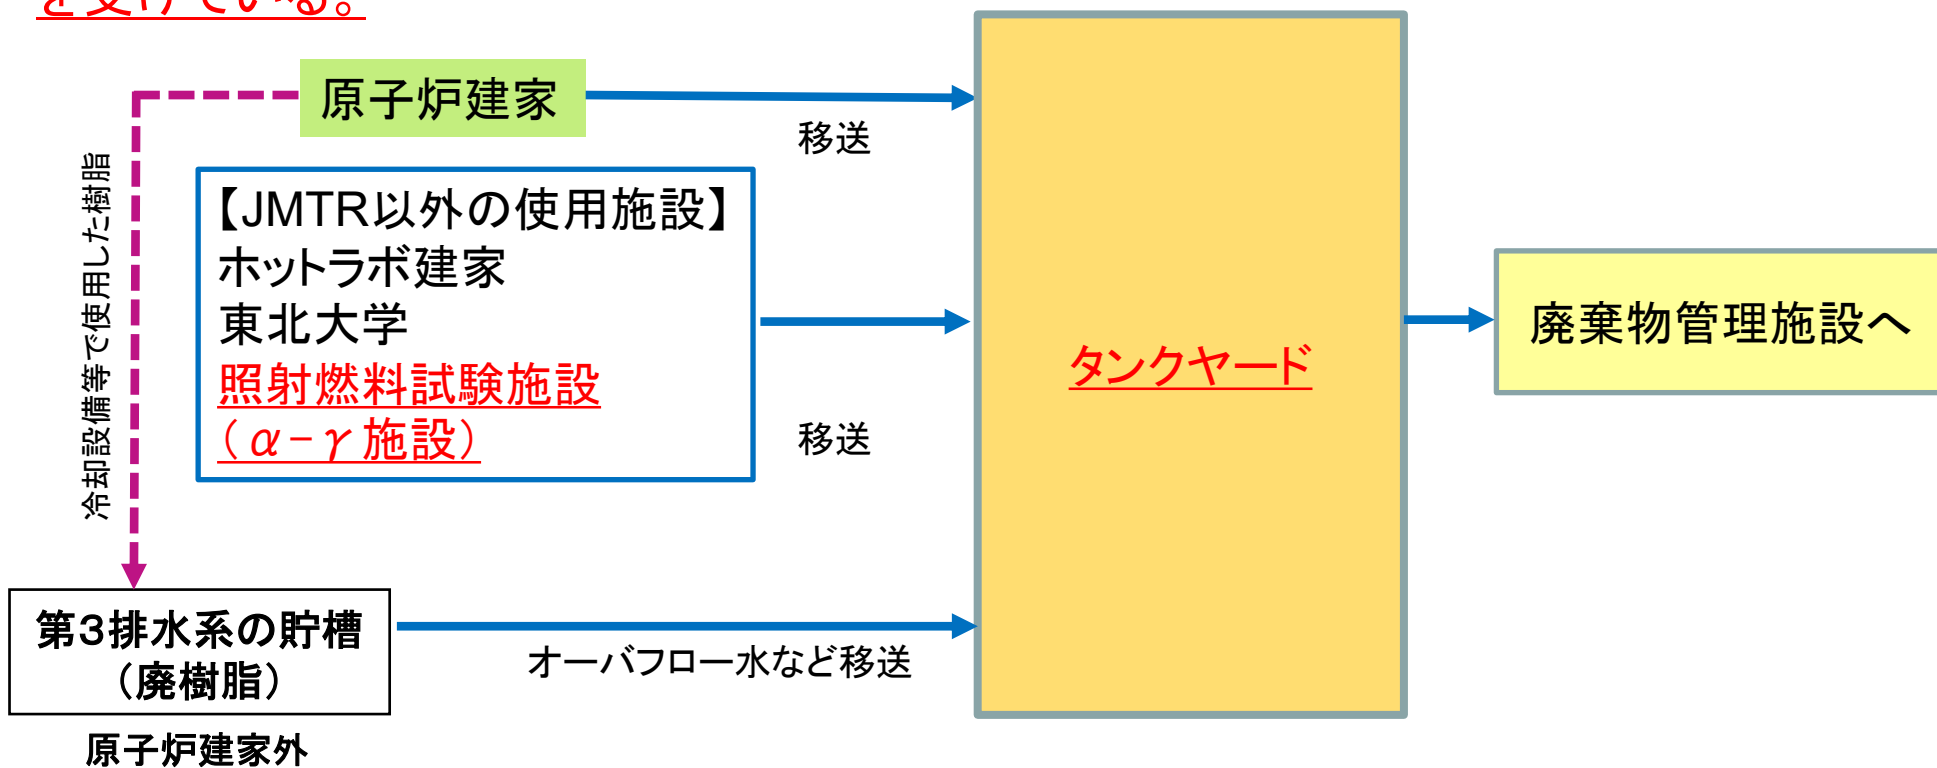 を受けている。
原子炉建家
移送
冷却設備等で使用した樹脂
【JMTR以外の使用施設】
ホットラボ建家
東北大学
照射燃料試験施設
（α−γ施設）
移送
タンクヤード
廃棄物管理施設へ
第3排水系の貯槽
（廃樹脂）
オーバフロー水など移送
原子炉建家外